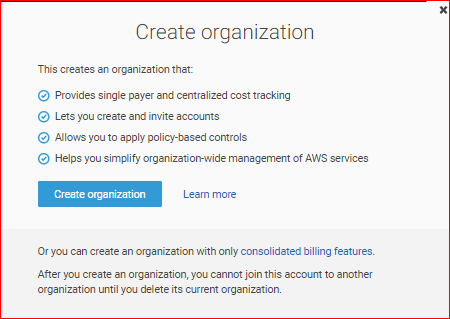 Create organization
This creates an organization that:
Provides single payer and centralized cost tracking
Lets you create and invite accounts
Allows you to apply policy-based controls
Helps you simplify organization-wide management of AWS services
Create organization
Learn more
Or you can create an organization with only consolidated billing features.
After you create an organization, you cannot join this account to another
organization until you delete its current organization.